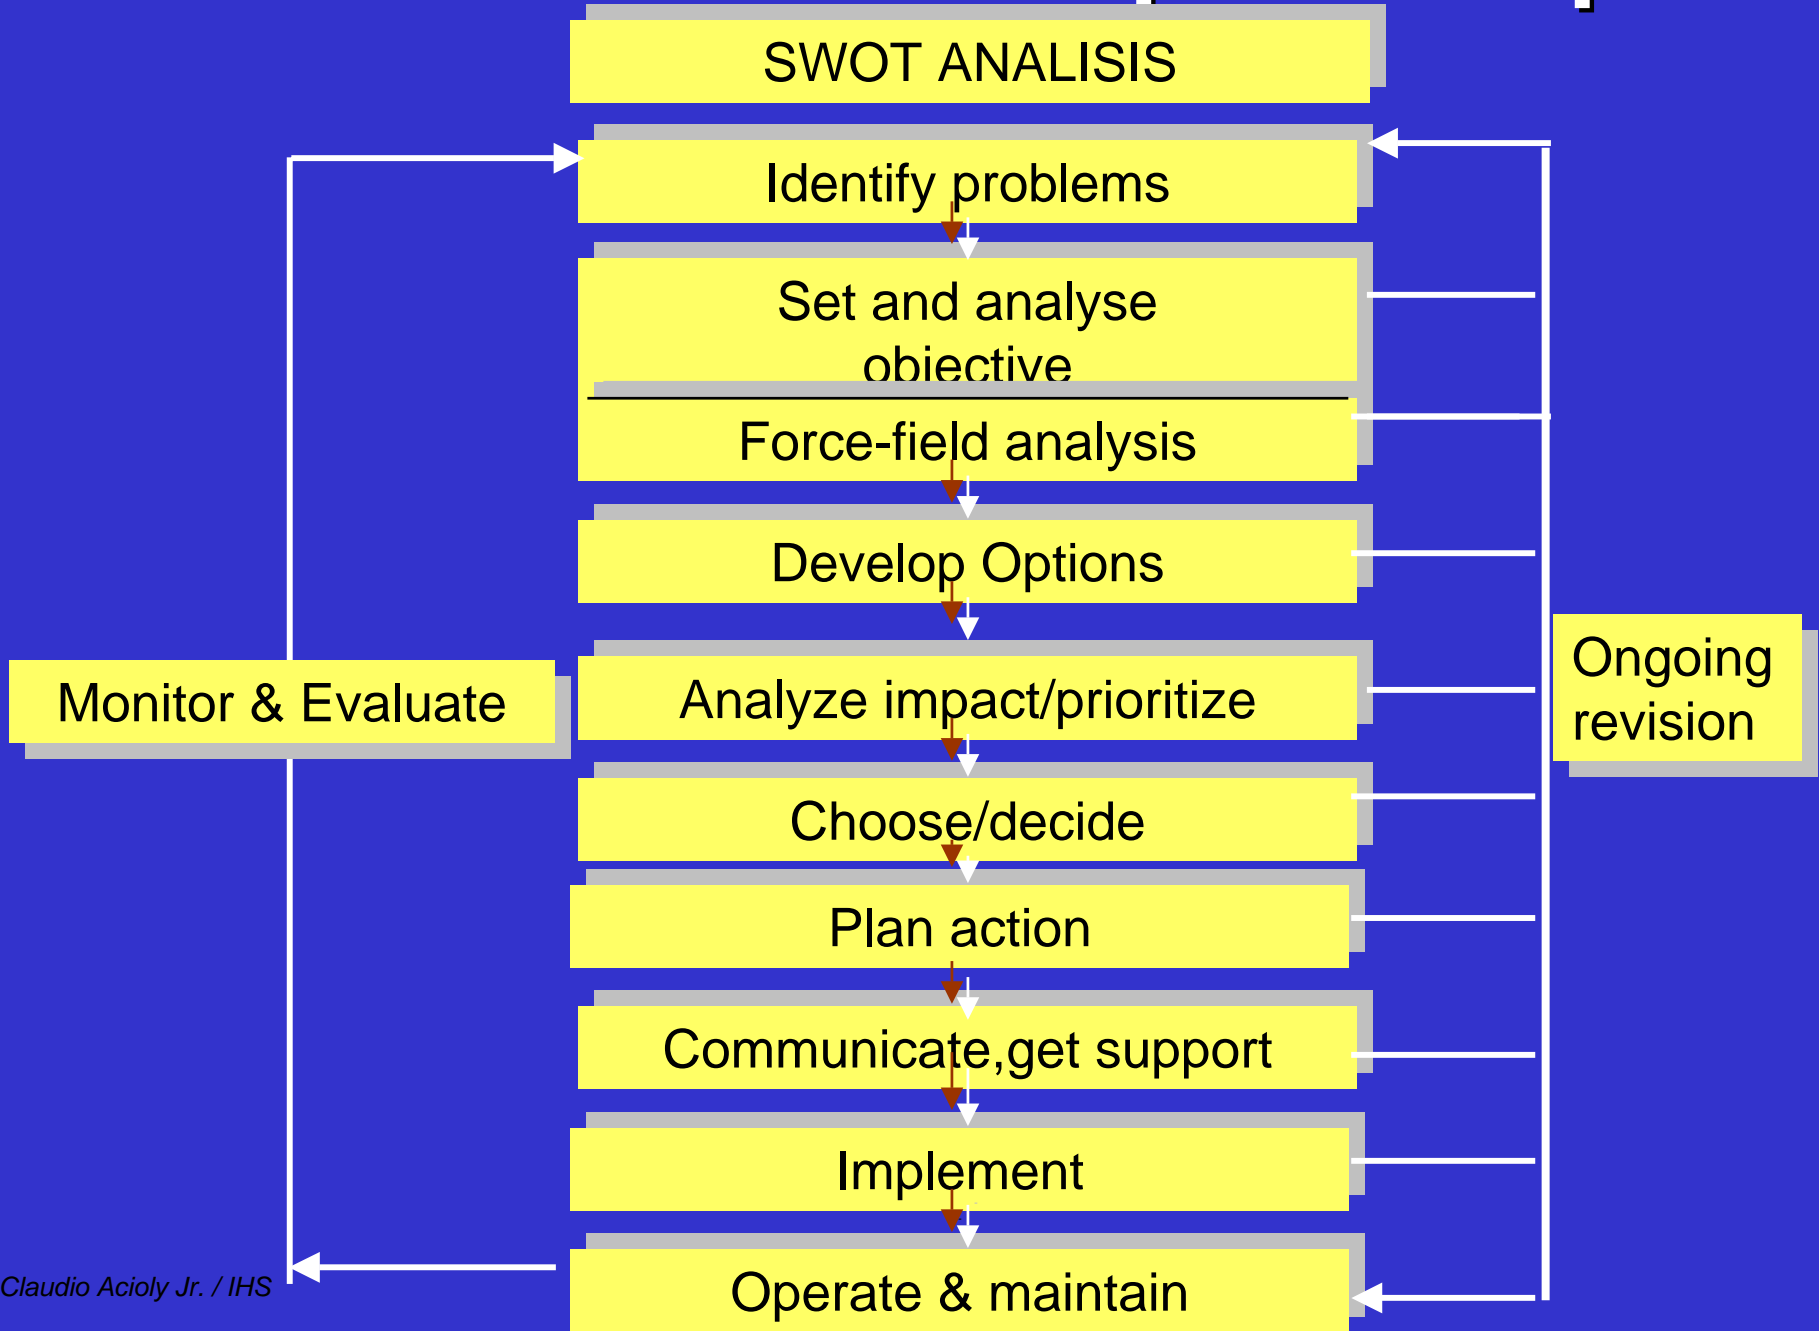 SWOT ANALISIS
Identify problems
Set and analyse
objective
Force-field analysis
Develop Options
Analyze impact/prioritize
Choose/decide
Plan action
Communicate,get support
Implement
Operate & maintain
Monitor & Evaluate
Ongoing
revision
Claudio Acioly Jr. / IHS